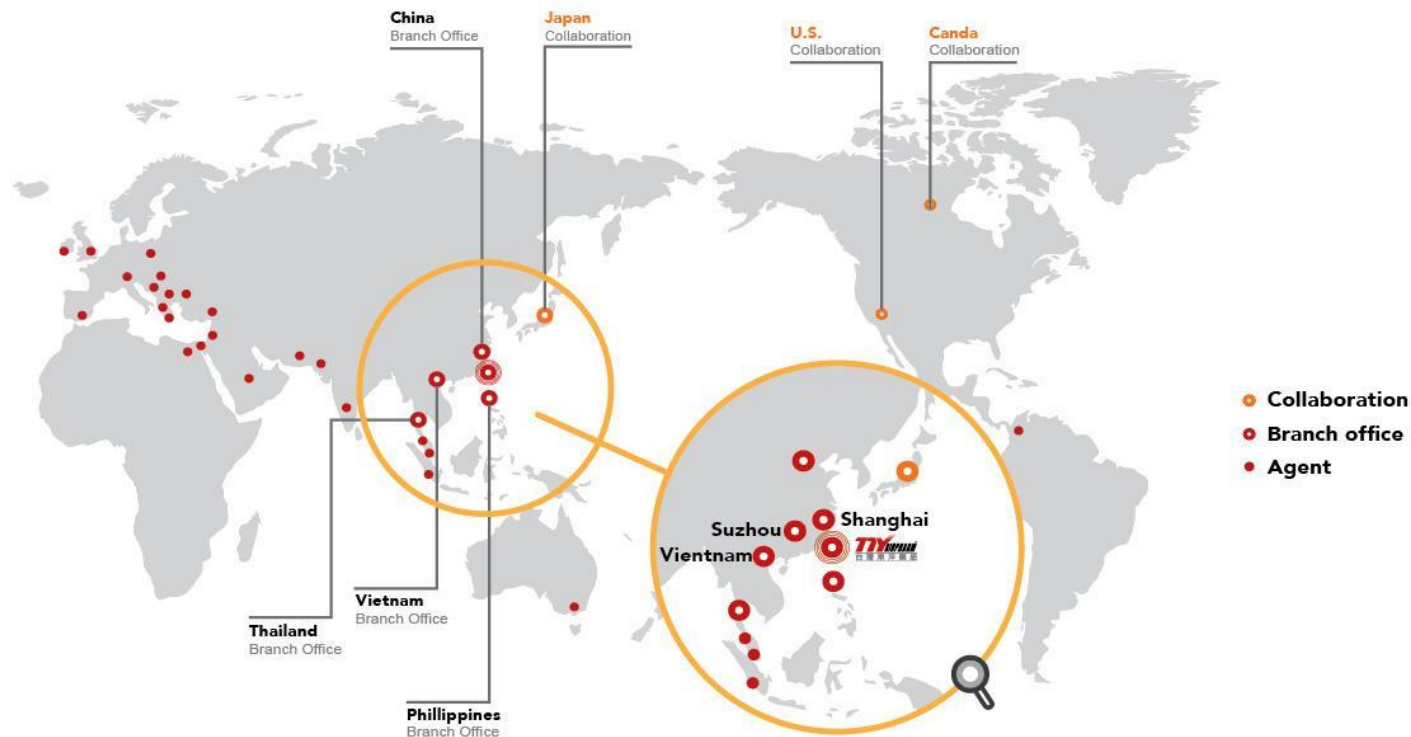 China
Branch Office
Japan
Collaboration
U.S.
Collaboration
Canda
Collaboration
Collaboration
Branch office
Agent
Suzhou
Shanghai
Vientnam
TTY
Vietnam
Branch Office
Thailand
Branch Office
Phillippines
Branch Office